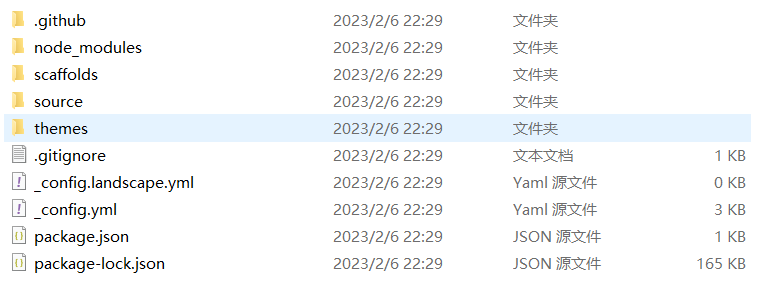 .github 2023/2/6 22:29 文件夹
node_modules 2023/2/6 22:29 文件夹
scaffolds 2023/2/6 22:29 文件夹
source 2023/2/6 22:29 文件夹
themes 2023/2/6 22:29 文件夹
.gitignore 2023/2/6 22:29 文本文档 1 KB
_config.landscape.yml 2023/2/6 22:29 Yaml 源文件 0 KB
_config.yml 2023/2/6 22:29 Yaml 源文件 3 KB
package.json 2023/2/6 22:29 JSON 源文件 1 KB
package-lock.json 2023/2/6 22:29 JSON 源文件 165 KB